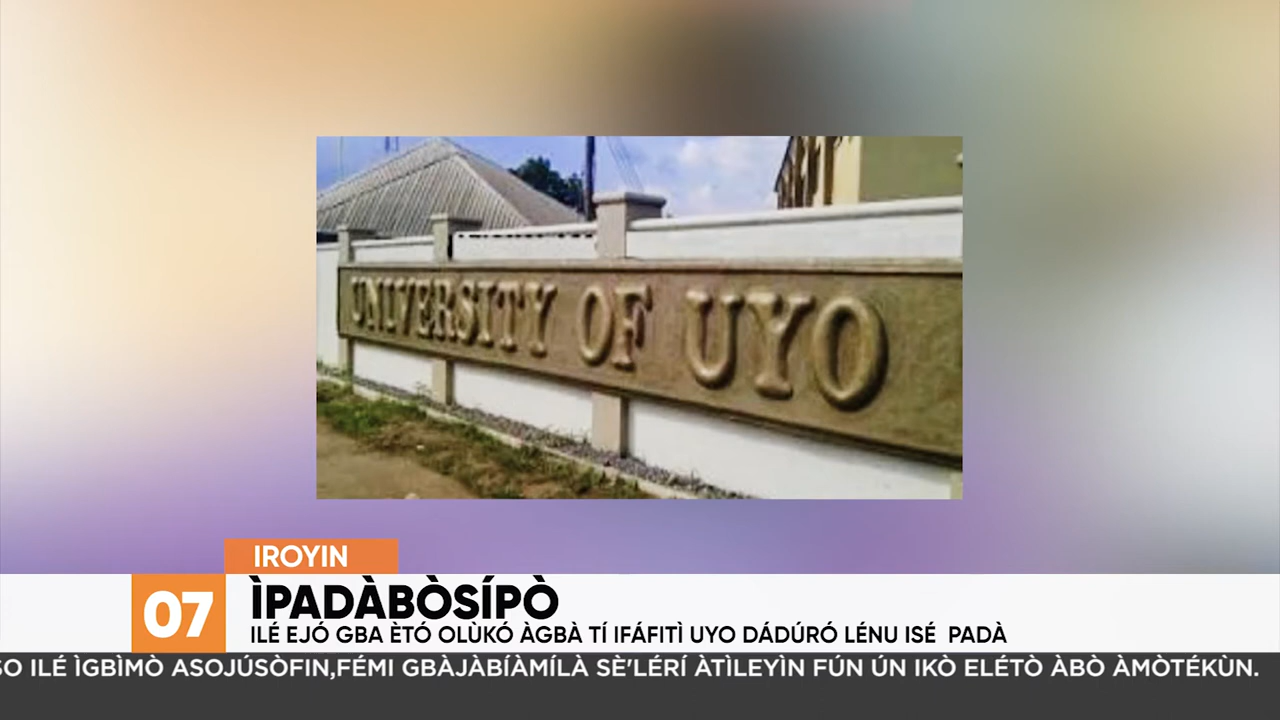 UNIVERSITY OF UYO
IROYIN
07
ÌPADÀBÒSÍPÒ
ILÉ EJÓ GBA ÈTÓ OLÙKÓ ÀGBÀ TÍ IFÁFITÌ UYO DÁDÚRÓ LÉNU ISÉ PADÀ
SO ILÉ ÌGBÌMÒ ASOJÚSÒFIN,FÉMI GBÀJÀBÍÀMÍLÀ SÈ'LÉRÍ ÀTÌLEYÌN FÚN ÚN IKÒ ELÉTÒ ÀBÒ ÀMÒTÉKÙN.